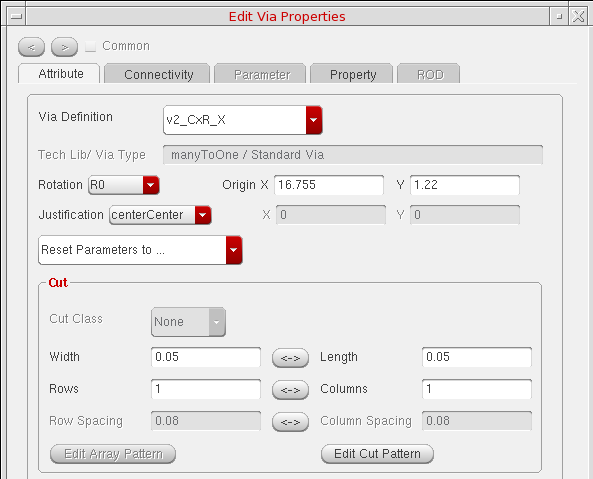 Edit Via Properties
< > Common
Attribute Connectivity Parameter Property ROD
Via Definition v2_CxR_X
Tech Lib/ Via Type manyToOne / Standard Via
Rotation R0 Origin X 16.755 Y 1.22
Justification centerCenter X 0 Y 0
Reset Parameters to ...
Cut
Cut Class None
Width 0.05 <-> Length 0.05
Rows 1 <-> Columns 1
Row Spacing 0.08 <-> Column Spacing 0.08
Edit Array Pattern Edit Cut Pattern